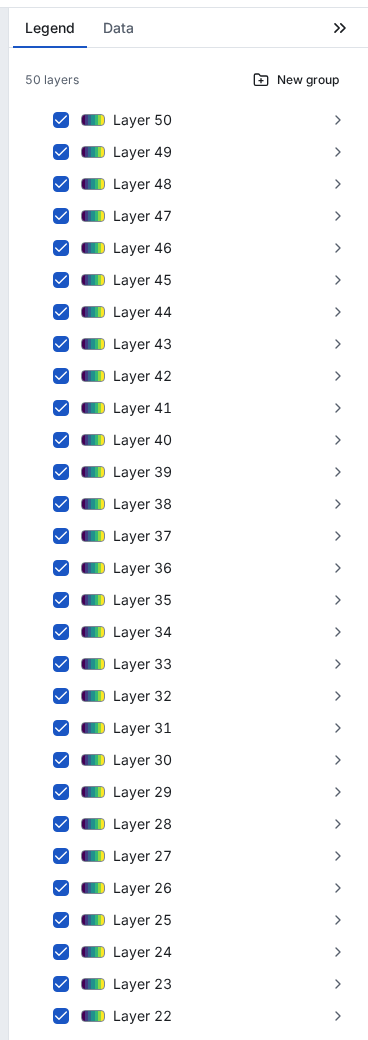 Legend Data
50 layers New group
Layer 50
Layer 49
Layer 48
Layer 47
Layer 46
Layer 45
Layer 44
Layer 43
Layer 42
Layer 41
Layer 40
Layer 39
Layer 38
Layer 37
Layer 36
Layer 35
Layer 34
Layer 33
Layer 32
Layer 31
Layer 30
Layer 29
Layer 28
Layer 27
Layer 26
Layer 25
Layer 24
Layer 23
Layer 22